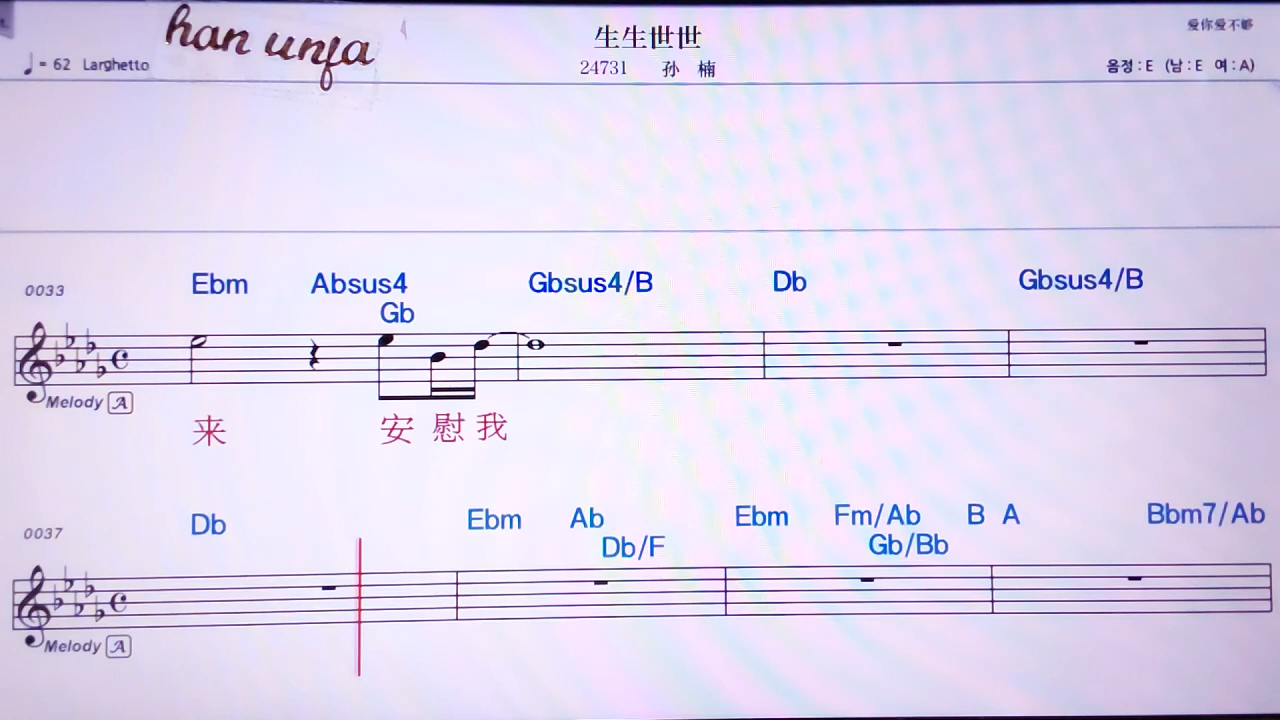 han unfa
生生世世
爱你爱不够
♩= 62 Larghetto
24731 孙 楠
음정 : E (남 : E 여 : A)
0033
Ebm Absus4 Gbsus4/B Db Gbsus4/B
Gb
Melody A
来 安 慰 我
0037
Db Ebm Ab Ebm Fm/Ab B A Bbm7/Ab
Db/F Gb/Bb
Melody A